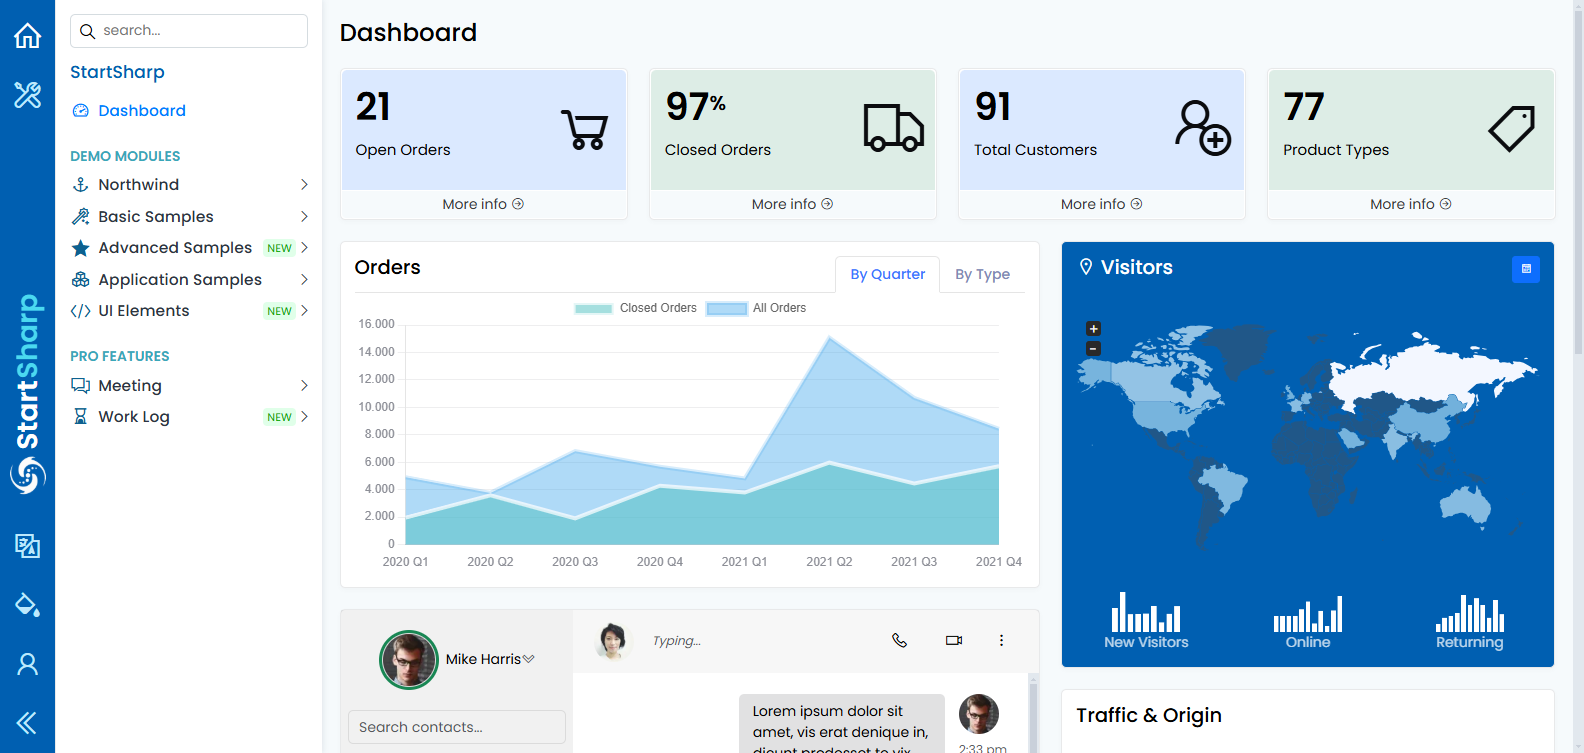 StartSharp
search...
StartSharp
Dashboard
DEMO MODULES
Northwind
Basic Samples
Advanced Samples NEW
Application Samples
UI Elements NEW
PRO FEATURES
Meeting
Work Log NEW
Dashboard
21
Open Orders
More info
97%
Closed Orders
More info
91
Total Customers
More info
77
Product Types
More info
Orders
By Quarter By Type
Closed Orders All Orders
16.000
14.000
12.000
10.000
8.000
6.000
4.000
2.000
0
2020 Q1 2020 Q2 2020 Q3 2020 Q4 2021 Q1 2021 Q2 2021 Q3 2021 Q4
Visitors
+
−
New Visitors Online Returning
Mike Harris
Search contacts...
Typing...
Lorem ipsum dolor sit
amet, vis erat denique in,
dicunt prodesset te vix
2:33 pm
Traffic & Origin